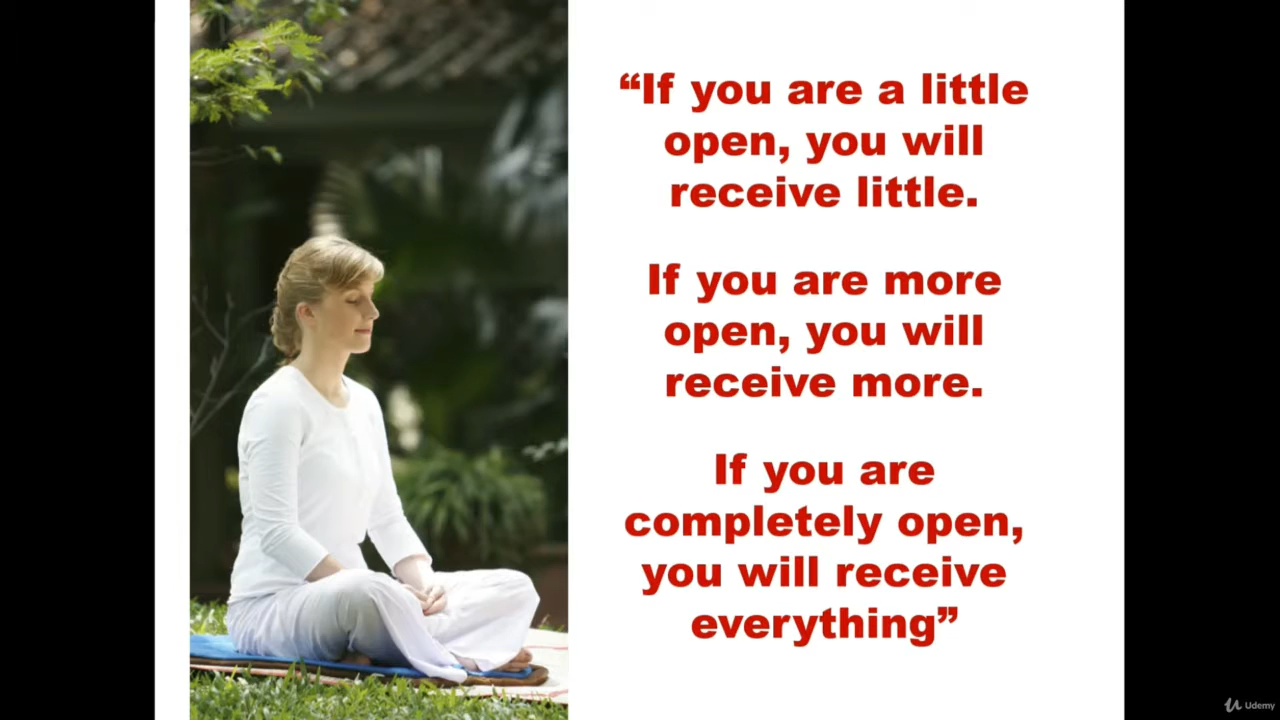 “If you are a little
open, you will
receive little.
If you are more
open, you will
receive more.
If you are
completely open,
you will receive
everything”
Udemy